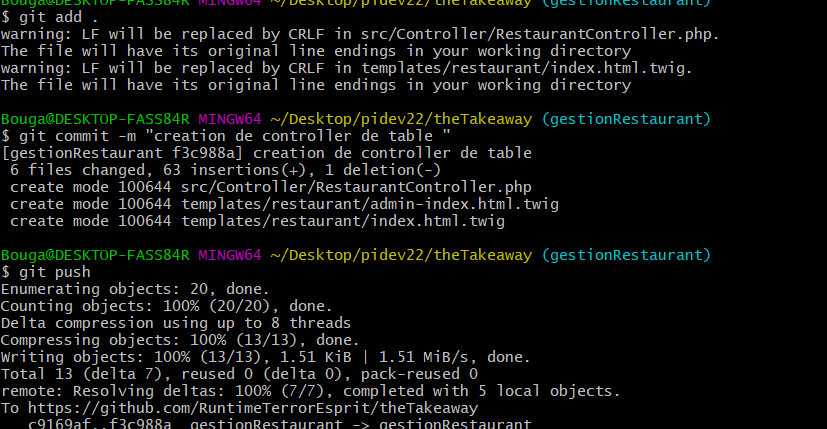 Bouga@DESKTOP-FASS84R MINGW64 ~/Desktop/pidev22/theTakeaway (gestionRestaurant)
$ git add .
warning: LF will be replaced by CRLF in src/Controller/RestaurantController.php.
The file will have its original line endings in your working directory
warning: LF will be replaced by CRLF in templates/restaurant/index.html.twig.
The file will have its original line endings in your working directory
Bouga@DESKTOP-FASS84R MINGW64 ~/Desktop/pidev22/theTakeaway (gestionRestaurant)
$ git commit -m "creation de controller de table "
[gestionRestaurant f3c988a] creation de controller de table
6 files changed, 63 insertions(+), 1 deletion(-)
create mode 100644 src/Controller/RestaurantController.php
create mode 100644 templates/restaurant/admin-index.html.twig
create mode 100644 templates/restaurant/index.html.twig
Bouga@DESKTOP-FASS84R MINGW64 ~/Desktop/pidev22/theTakeaway (gestionRestaurant)
$ git push
Enumerating objects: 20, done.
Counting objects: 100% (20/20), done.
Delta compression using up to 8 threads
Compressing objects: 100% (13/13), done.
Writing objects: 100% (13/13), 1.51 KiB | 1.51 MiB/s, done.
Total 13 (delta 7), reused 0 (delta 0), pack-reused 0
remote: Resolving deltas: 100% (7/7), completed with 5 local objects.
To https://github.com/RuntimeTerrorEsprit/theTakeaway
c9169af..f3c988a gestionRestaurant -> gestionRestaurant